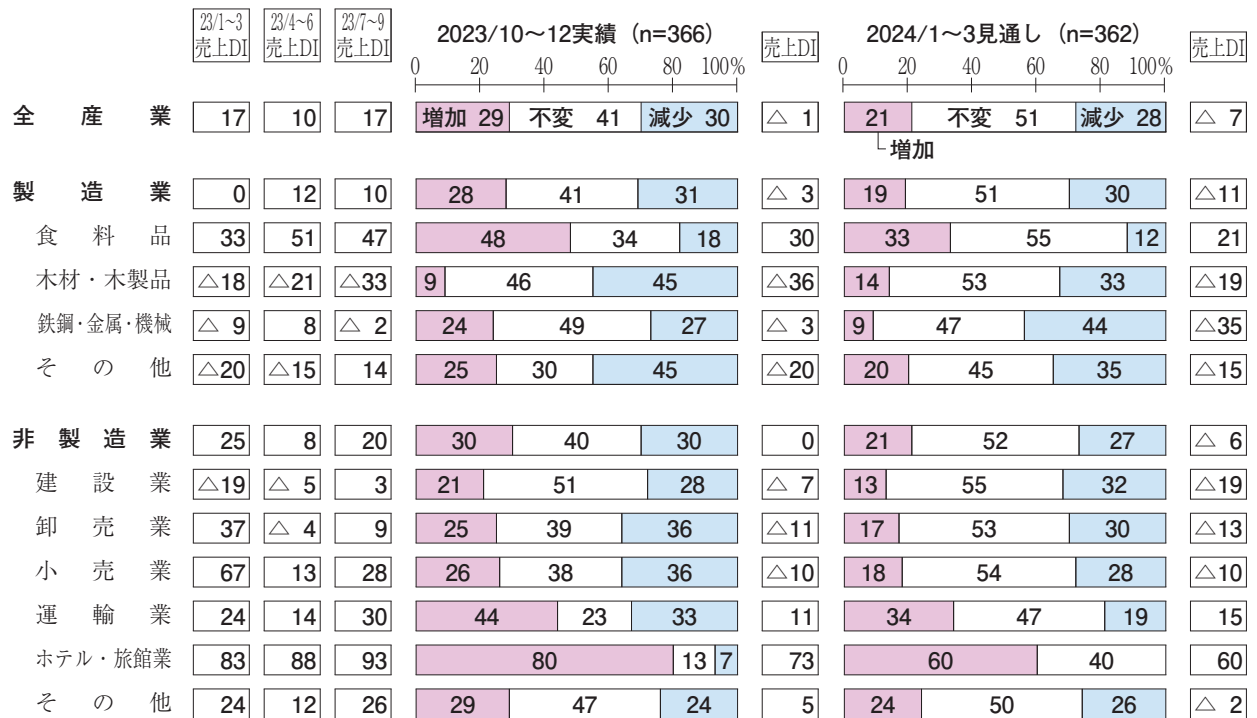 23/1~3 売上DI 23/4~6 売上DI 23/7~9 売上DI 2023/10~12実績 (n=366) 売上DI 2024/1~3見通し (n=362) 売上DI
0 20 40 60 80 100% 0 20 40 60 80 100%
全産業 17 10 17 増加 29 不変 41 減少 30 △ 1 21 不変 51 減少 28 △ 7
増加
製造業 0 12 10 28 41 31 △ 3 19 51 30 △11
食料品 33 51 47 48 34 18 30 33 55 12 21
木材・木製品 △18 △21 △33 9 46 45 △36 14 53 33 △19
鉄鋼・金属・機械 △ 9 8 △ 2 24 49 27 △ 3 9 47 44 △35
その他 △20 △15 14 25 30 45 △20 20 45 35 △15
非製造業 25 8 20 30 40 30 0 21 52 27 △ 6
建設業 △19 △ 5 3 21 51 28 △ 7 13 55 32 △19
卸売業 37 △ 4 9 25 39 36 △11 17 53 30 △13
小売業 67 13 28 26 38 36 △10 18 54 28 △10
運輸業 24 14 30 44 23 33 11 34 47 19 15
ホテル・旅館業 83 88 93 80 13 7 73 60 40 60
その他 24 12 26 29 47 24 5 24 50 26 △ 2